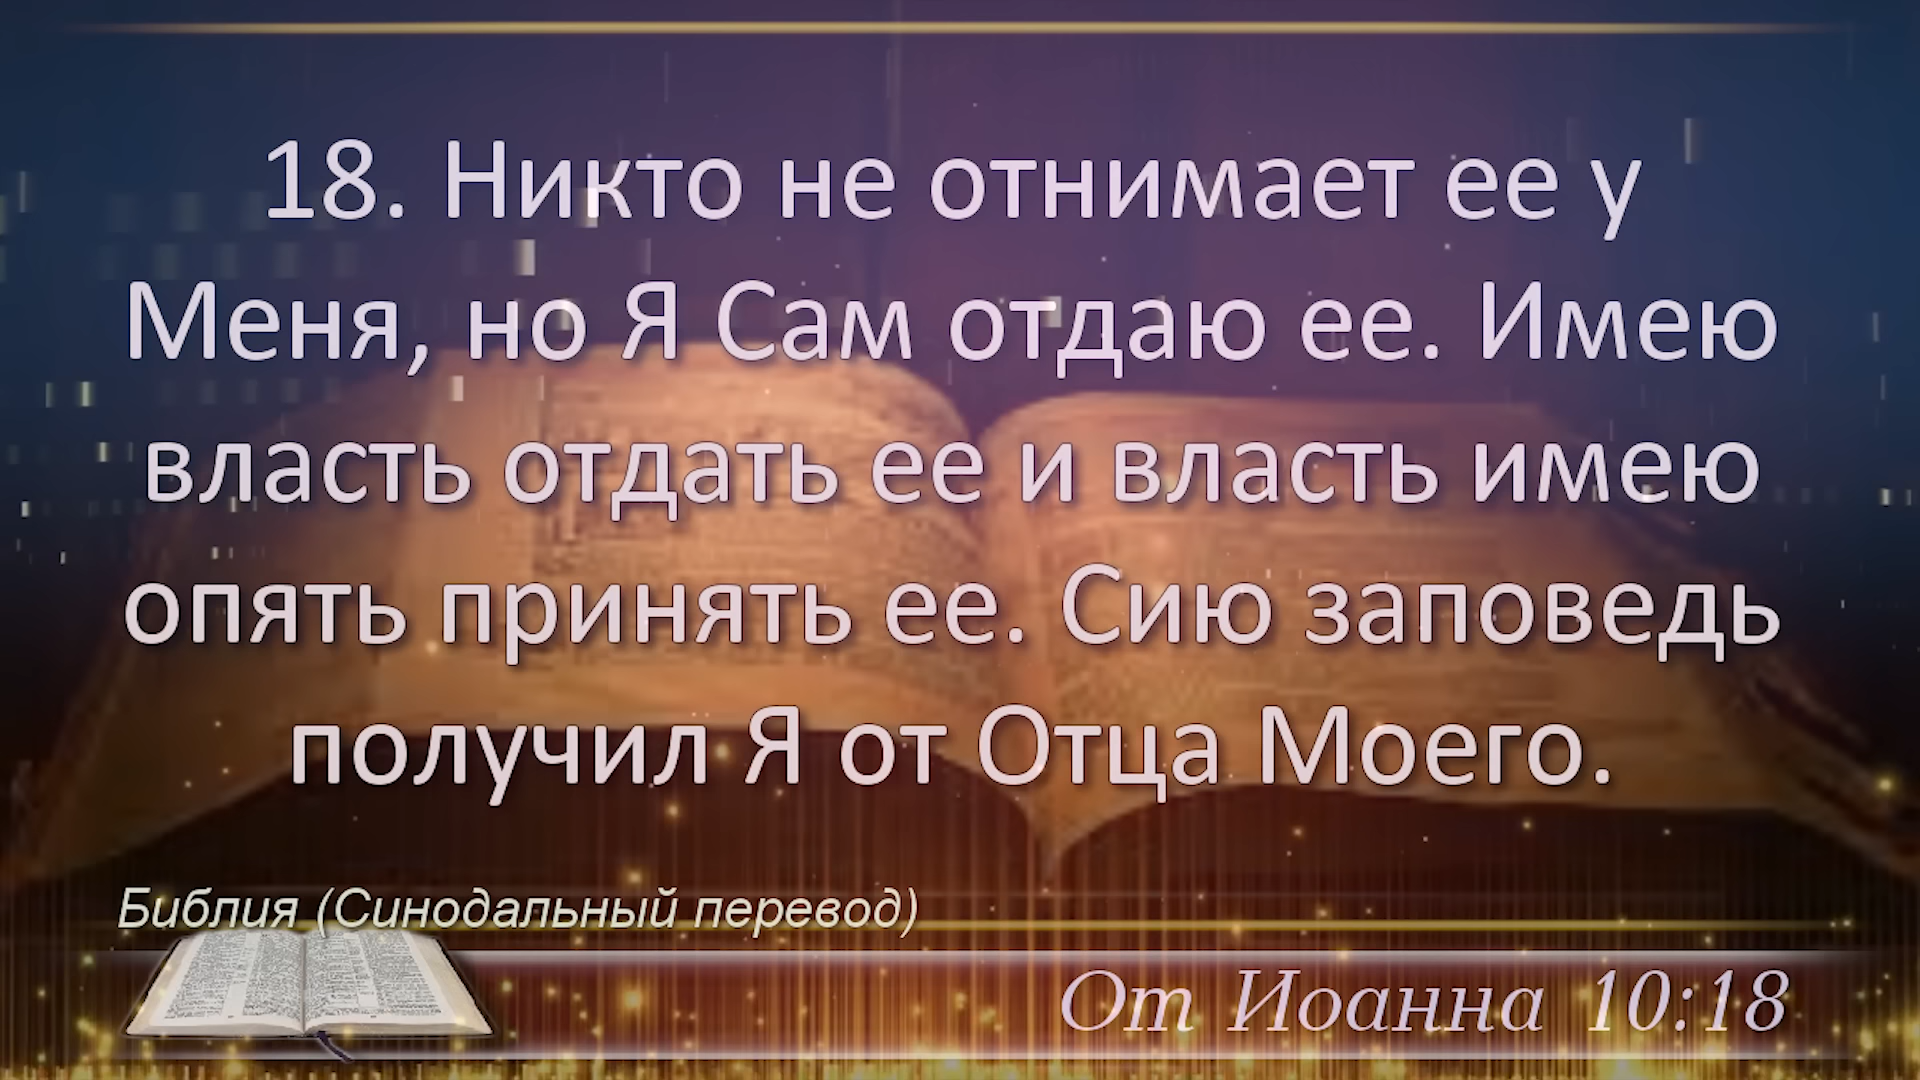 18. Никто не отнимает ее у
Меня, но Я Сам отдаю ее. Имею
власть отдать ее и власть имею
опять принять ее. Сию заповедь
получил Я от Отца Моего.
Библия (Синодальный перевод)
От Иоанна 10:18